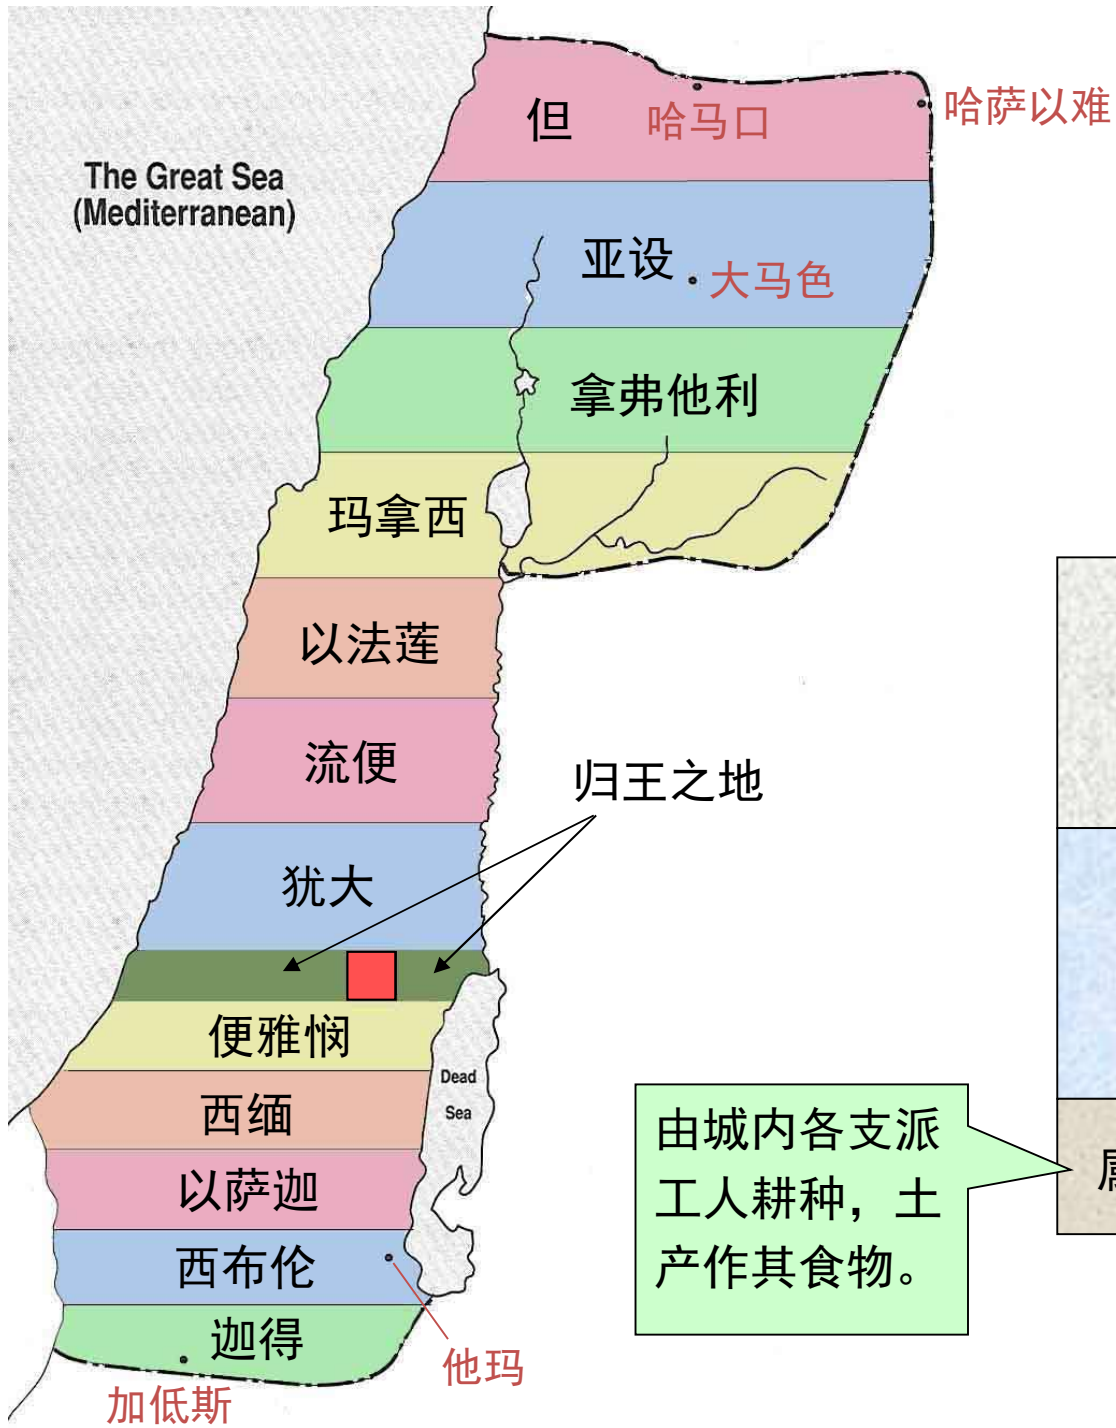 但
哈马口
哈萨以难
The Great Sea
(Mediterranean)
亚设
大马色
拿弗他利
玛拿西
以法莲
流便
归王之地
犹大
便雅悯
Dead
Sea
西缅
由城内各支派
工人耕种，土
产作其食物。
以萨迦
西布伦
迦得
他玛
加低斯